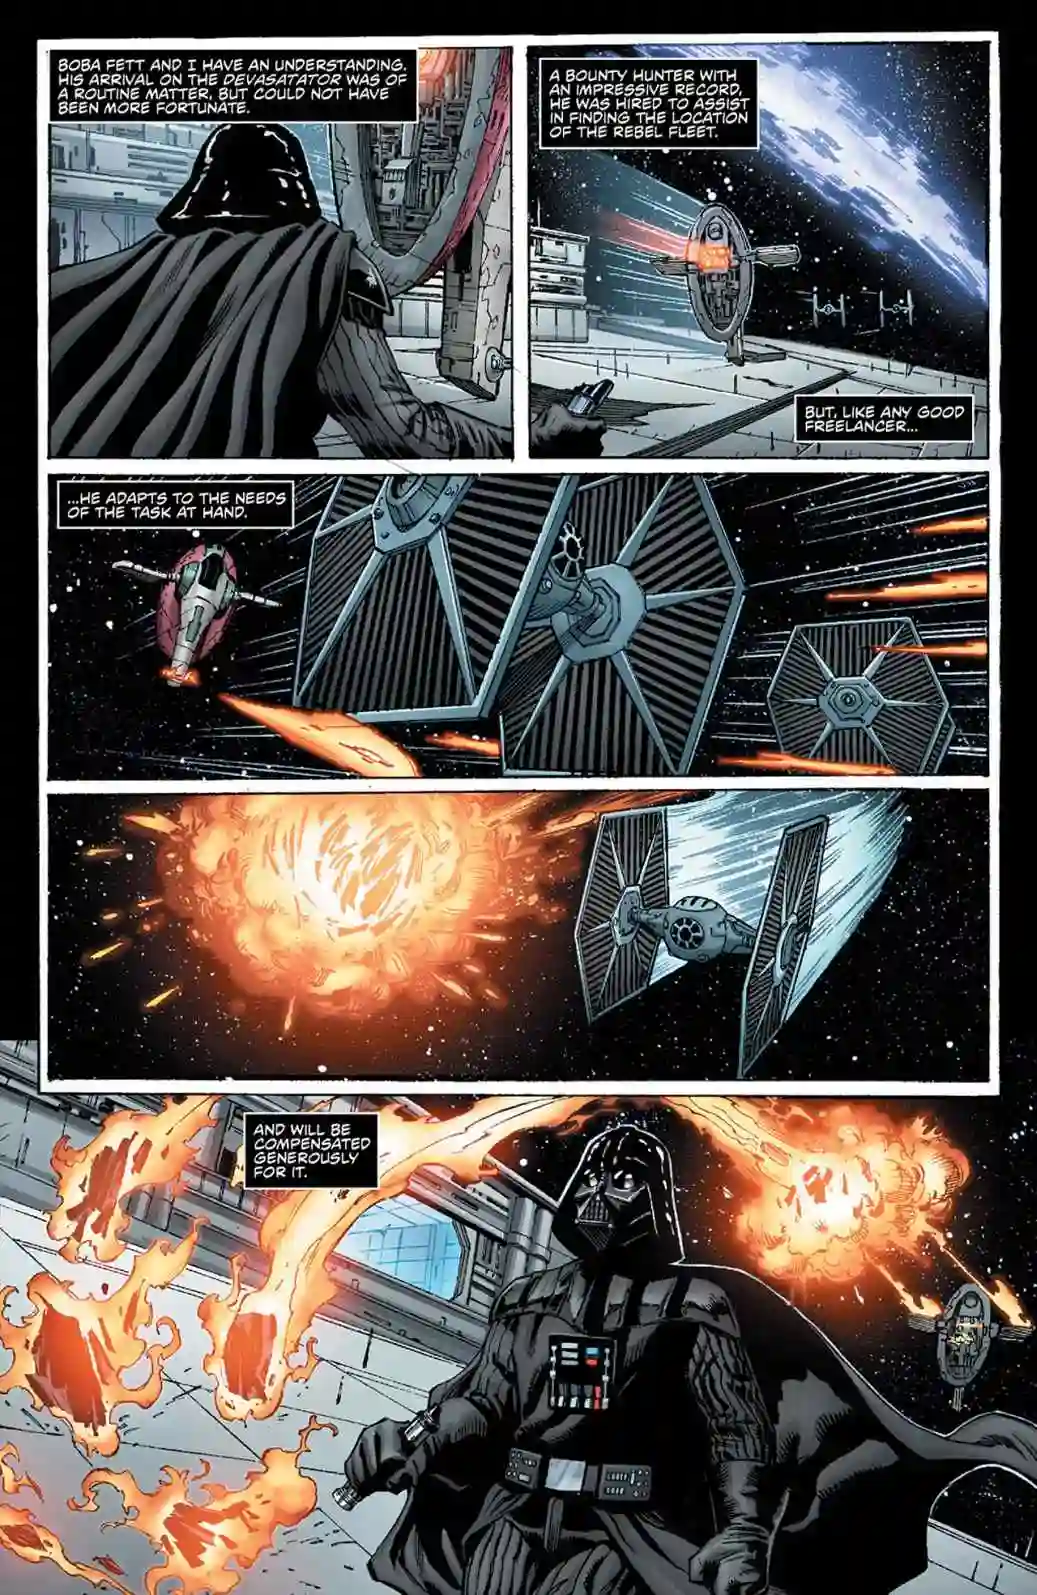 BOBA FETT AND I HAVE AN UNDERSTANDING.
HIS ARRIVAL ON THE DEVASATATOR WAS OF
A ROUTINE MATTER, BUT COULD NOT HAVE
BEEN MORE FORTUNATE.
A BOUNTY HUNTER WITH
AN IMPRESSIVE RECORD,
HE WAS HIRED TO ASSIST
IN FINDING THE LOCATION
OF THE REBEL FLEET.
BUT, LIKE ANY GOOD
FREELANCER...
...HE ADAPTS TO THE NEEDS
OF THE TASK AT HAND.
AND WILL BE
COMPENSATED
GENEROUSLY
FOR IT.